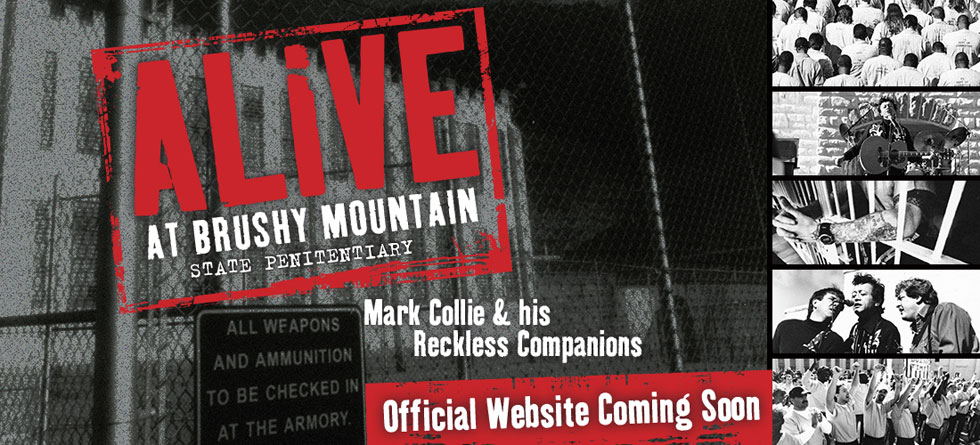 ALiVE
AT BRUSHY MOUNTAIN
STATE PENITENTIARY
Mark Collie & his
Reckless Companions
ALL WEAPONS
AND AMMUNITION
TO BE CHECKED IN
AT THE ARMORY.
Official Website Coming Soon